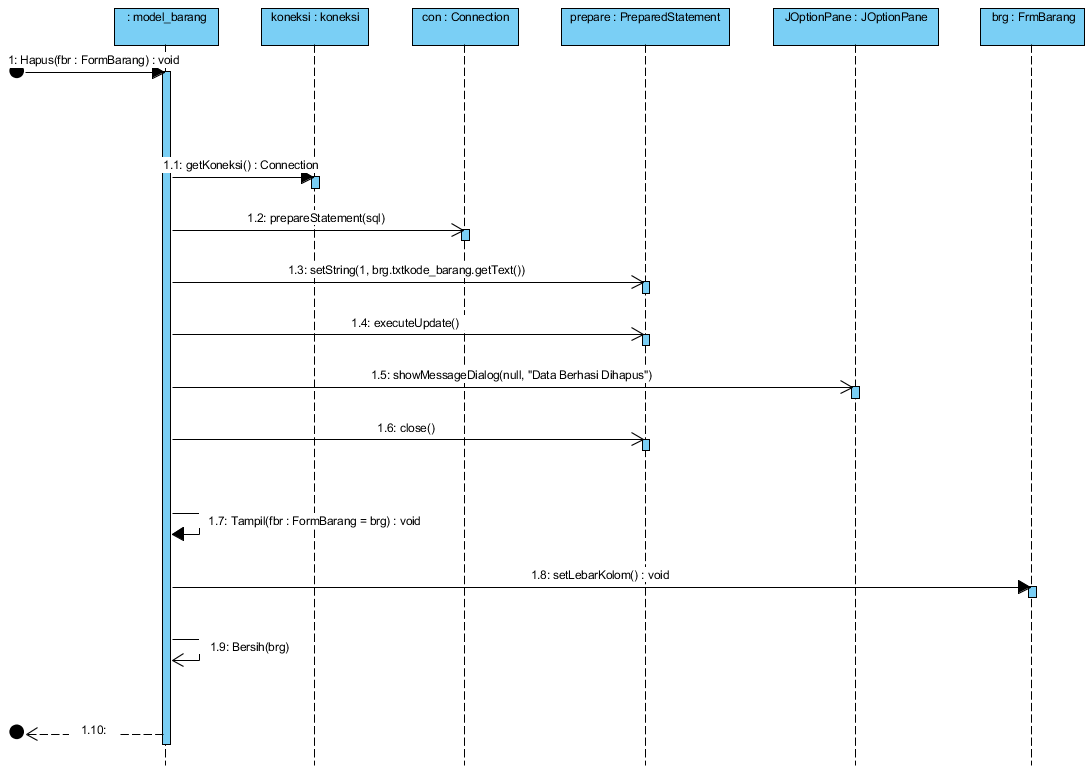 : model_barang
koneksi : koneksi
con : Connection
prepare : PreparedStatement
JOptionPane : JOptionPane
brg : FrmBarang
1: Hapus(fbr : FormBarang) : void
1.1: getKoneksi() : Connection
1.2: prepareStatement(sql)
1.3: setString(1, brg.txtkode_barang.getText())
1.4: executeUpdate()
1.5: showMessageDialog(null, "Data Berhasi Dihapus")
1.6: close()
1.7: Tampil(fbr : FormBarang = brg) : void
1.8: setLebarKolom() : void
1.9: Bersih(brg)
1.10: